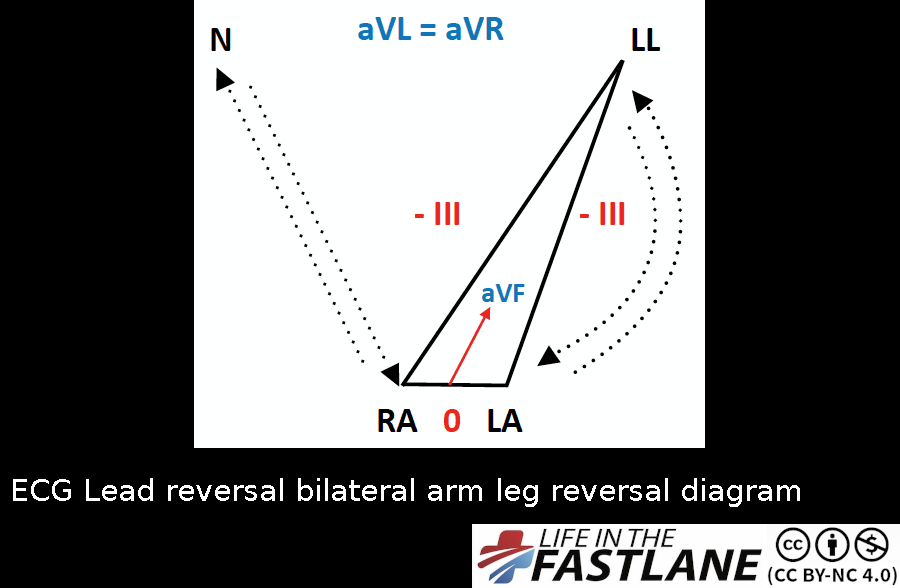 aVL = aVR
N
LL
- III
- III
aVF
RA 0 LA
ECG Lead reversal bilateral arm leg reversal diagram
LIFE IN THE
FASTLANE
cc $
(CC BY-NC 4.0)